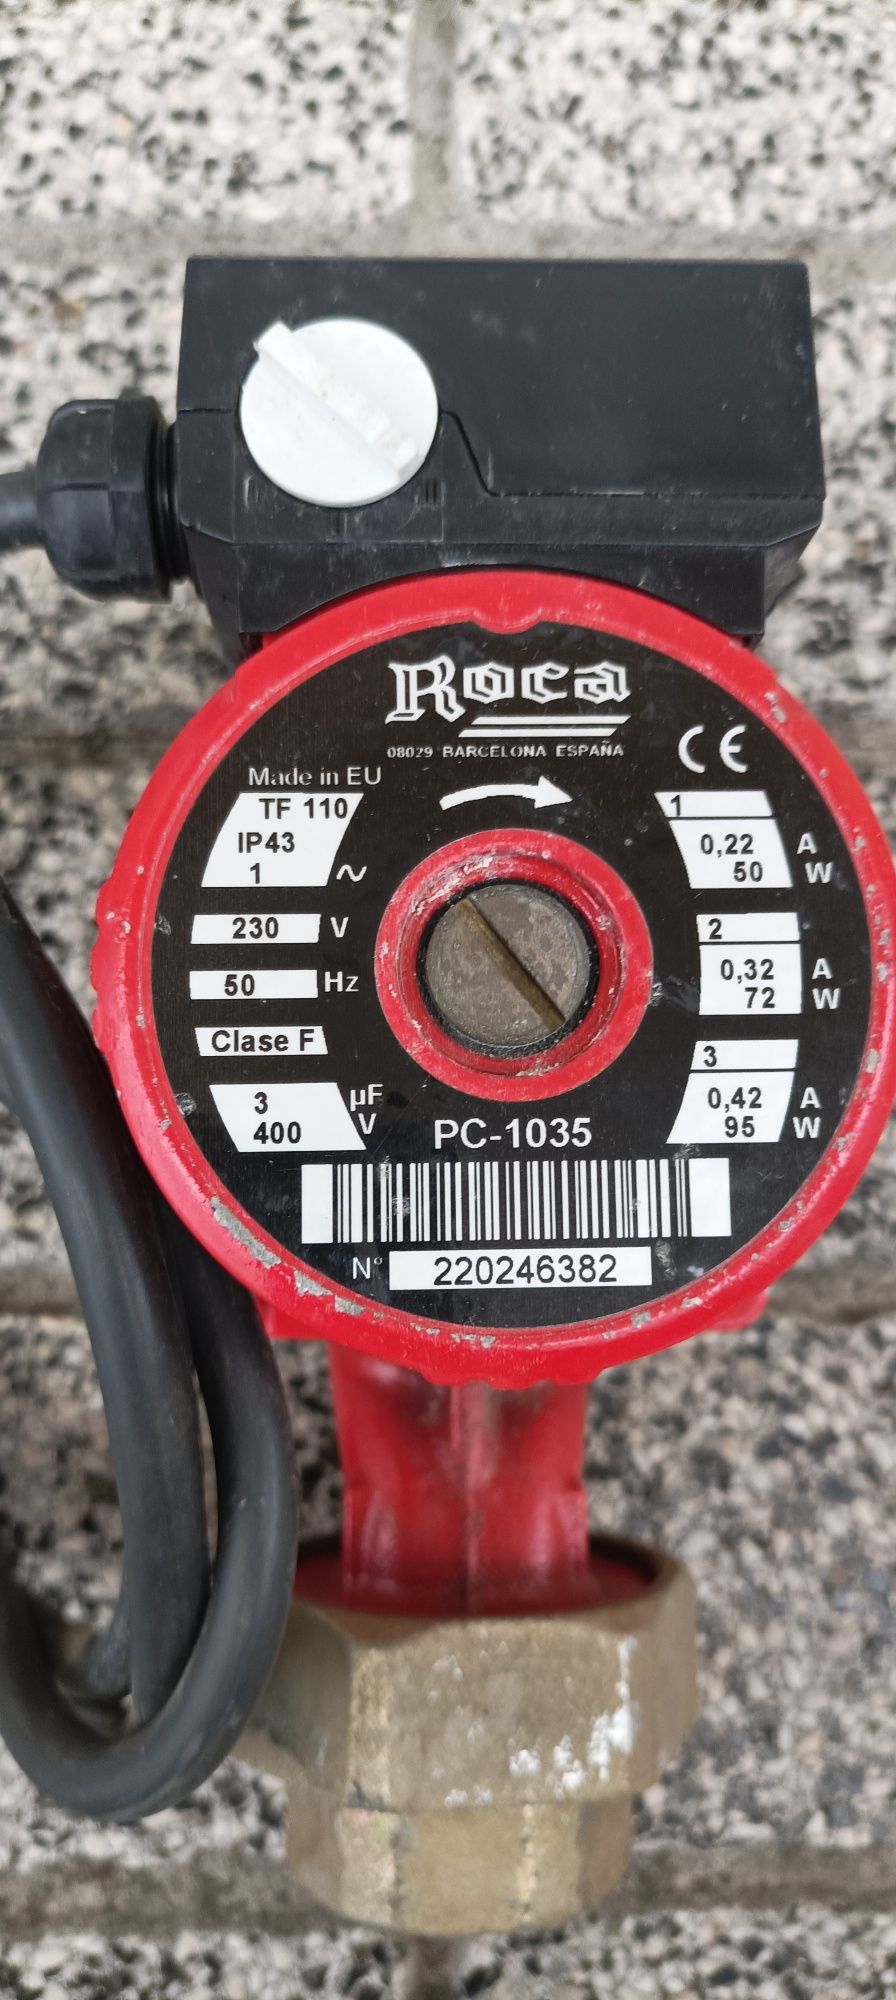 Roca
08029 BARCELONA ESPAÑA
CE
Made in EU
TF 110
IP43
1 ~
230 V
50 Hz
Clase F
3 µF
400 V
1
0,22 A
50 W
2
0,32 A
72 W
3
0,42 A
95 W
PC-1035
Nº 220246382